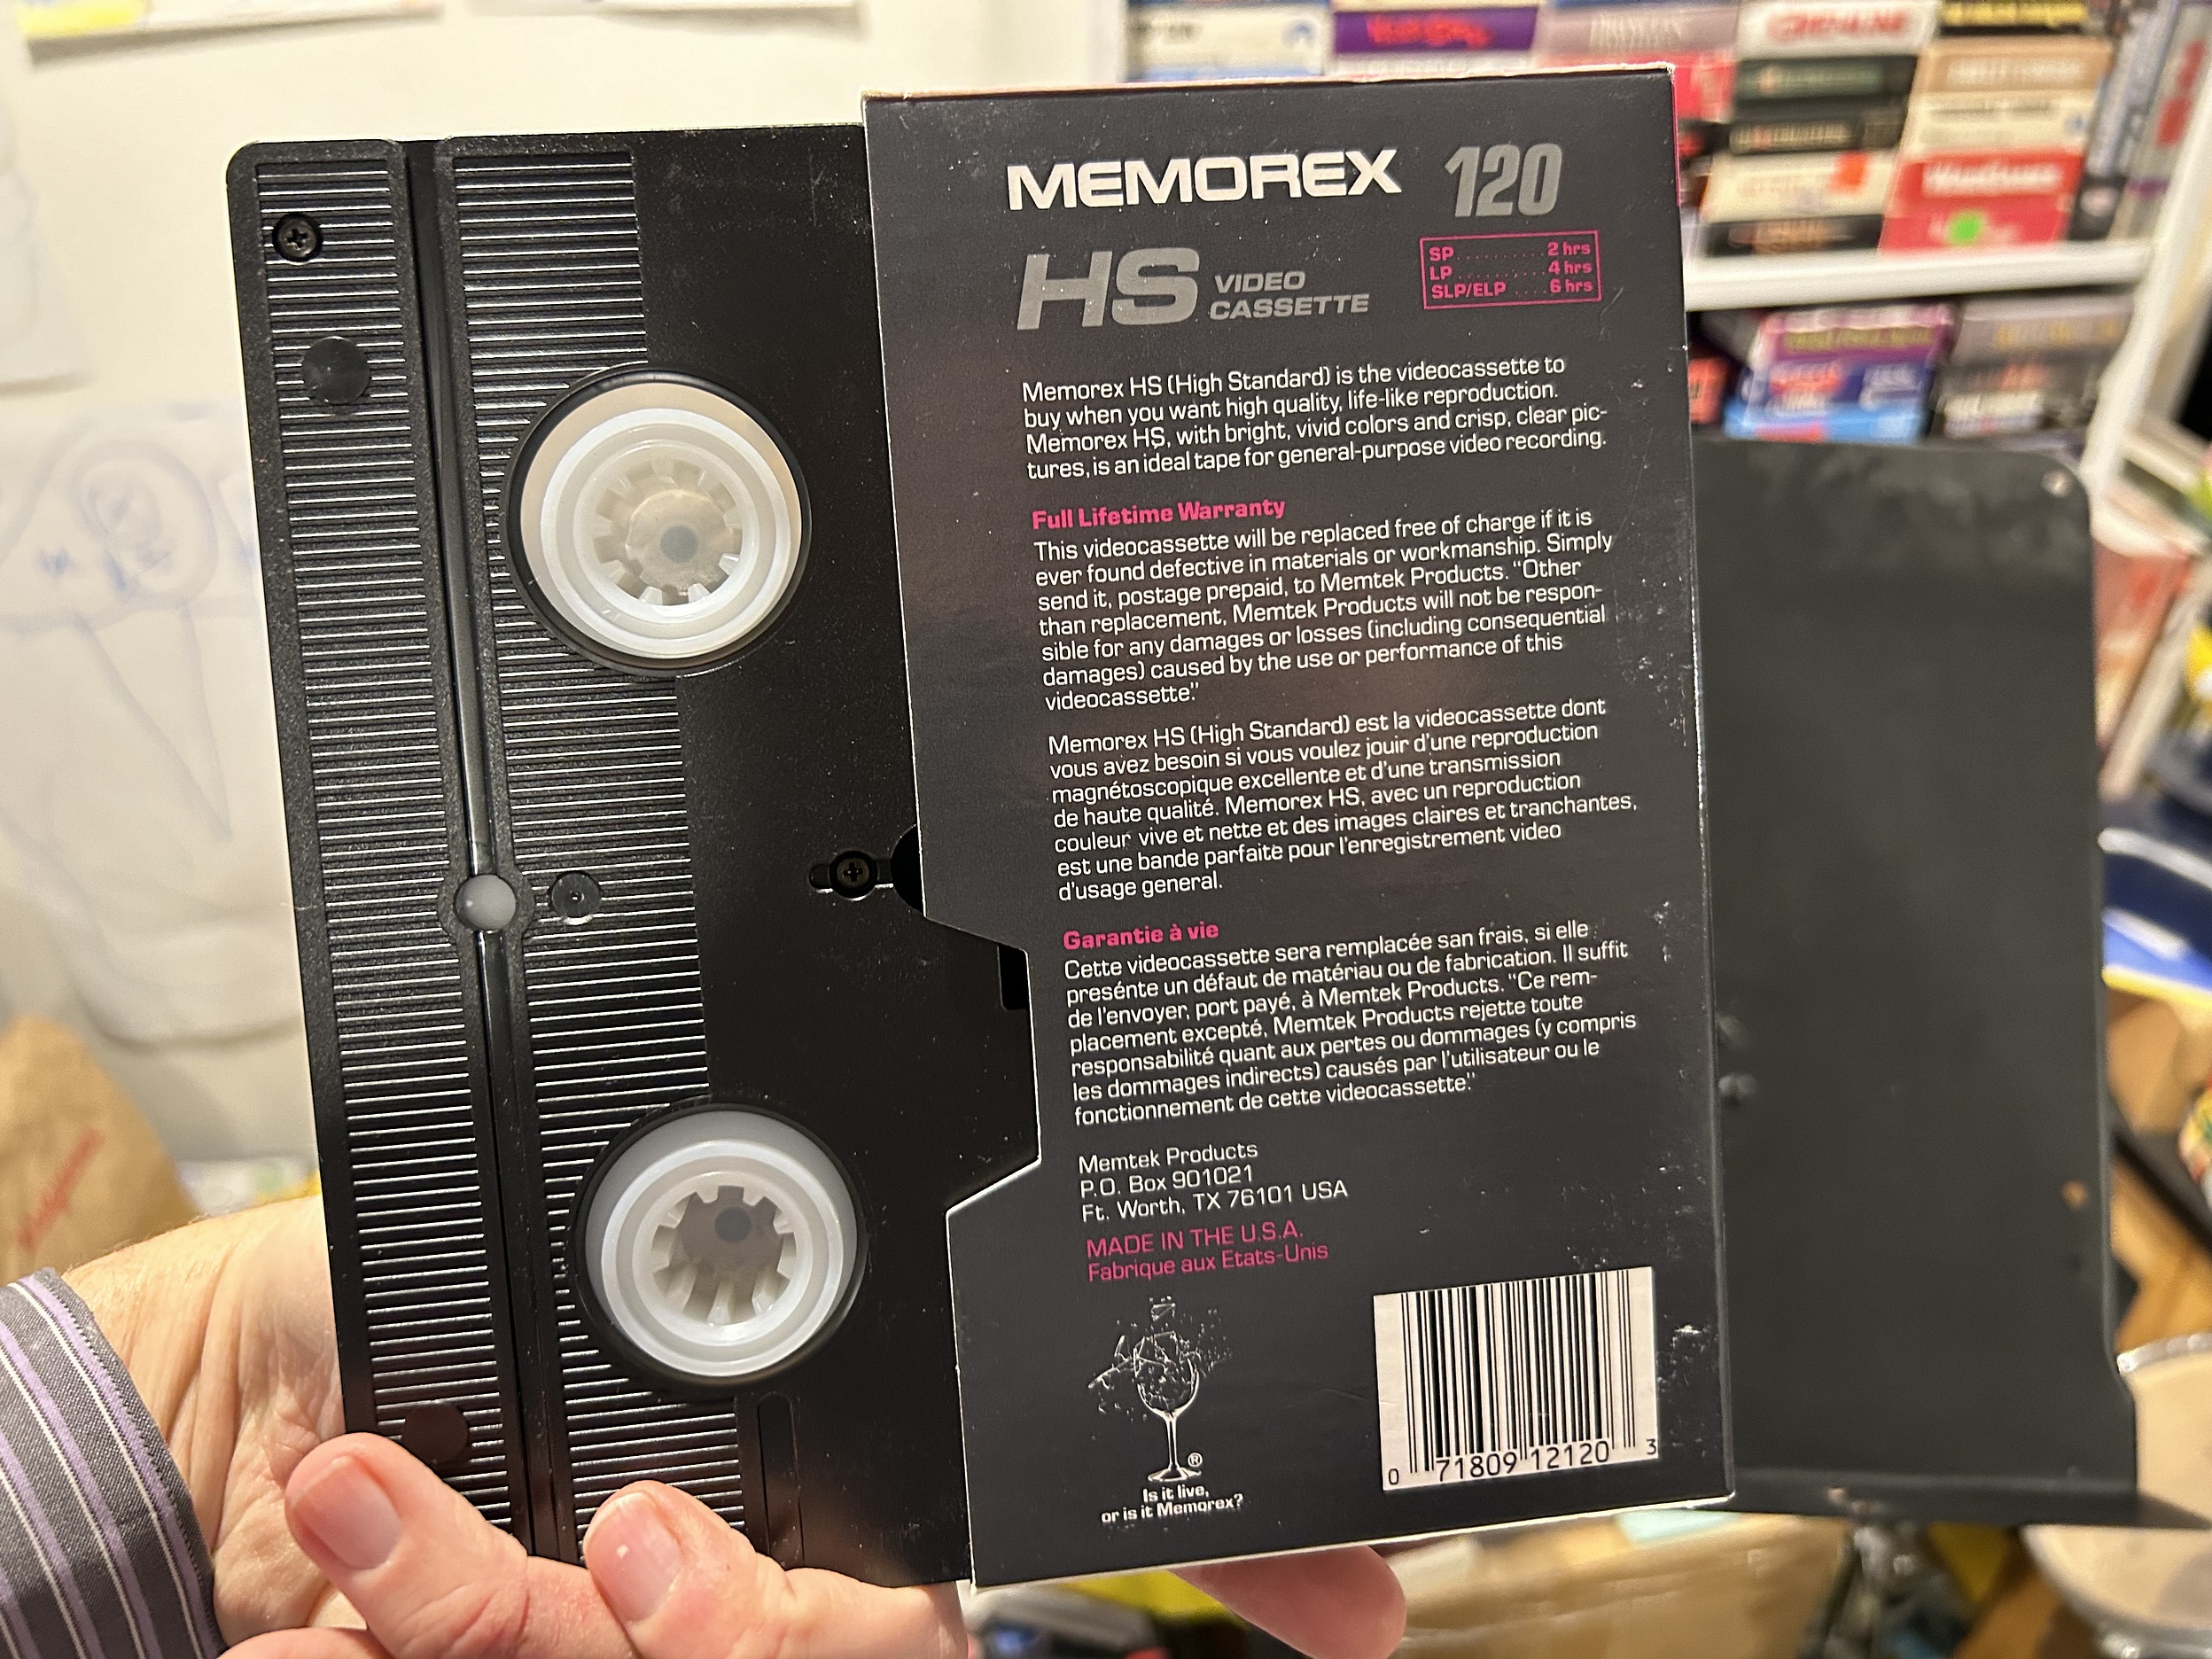 GREMLINS
MEMOREX 120
HS VIDEO
CASSETTE
SP ......... 2 hrs
LP ......... 4 hrs
SLP/ELP .... 6 hrs
Memorex HS (High Standard) is the videocassette to
buy when you want high quality, life-like reproduction.
Memorex HS, with bright, vivid colors and crisp, clear pic-
tures, is an ideal tape for general-purpose video recording.
Full Lifetime Warranty
This videocassette will be replaced free of charge if it is
ever found defective in materials or workmanship. Simply
send it, postage prepaid, to Memtek Products. "Other
than replacement, Memtek Products will not be respon-
sible for any damages or losses (including consequential
damages) caused by the use or performance of this
videocassette."
Memorex HS (High Standard) est la videocassette dont
vous avez besoin si vous voulez jouir d'une reproduction
magnétoscopique excellente et d'une transmission
de haute qualité. Memorex HS, avec un reproduction
couleur vive et nette et des images claires et tranchantes,
est une bande parfaite pour l'enregistrement video
d'usage general.
Garantie à vie
Cette videocassette sera remplacée san frais, si elle
presénte un défaut de matériau ou de fabrication. Il suffit
de l'envoyer, port payé, à Memtek Products. "Ce rem-
placement excepté, Memtek Products rejette toute
responsabilité quant aux pertes ou dommages (y compris
les dommages indirects) causés par l'utilisateur ou le
fonctionnement de cette videocassette."
Memtek Products
P.O. Box 901021
Ft. Worth, TX 76101 USA
MADE IN THE U.S.A.
Fabrique aux Etats-Unis
®
Is it live,
or is it Memorex?
0 71809 12120 3